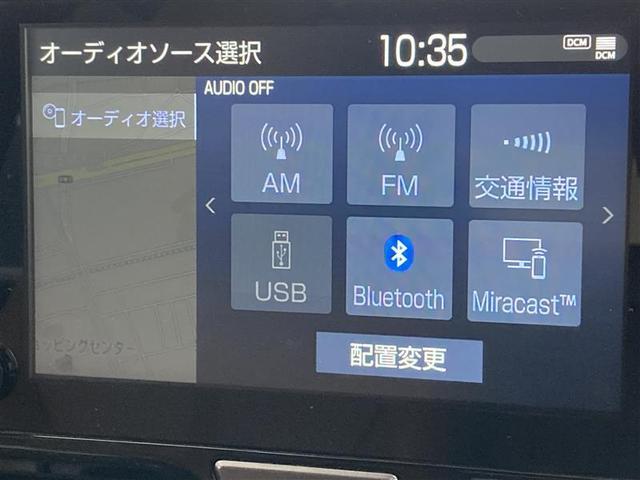 オーディオソース選択
10:35
DCM
DCM
AUDIO OFF
オーディオ選択
AM
FM
交通情報
USB
Bluetooth
Miracast™
ョッピングセンター
配置変更